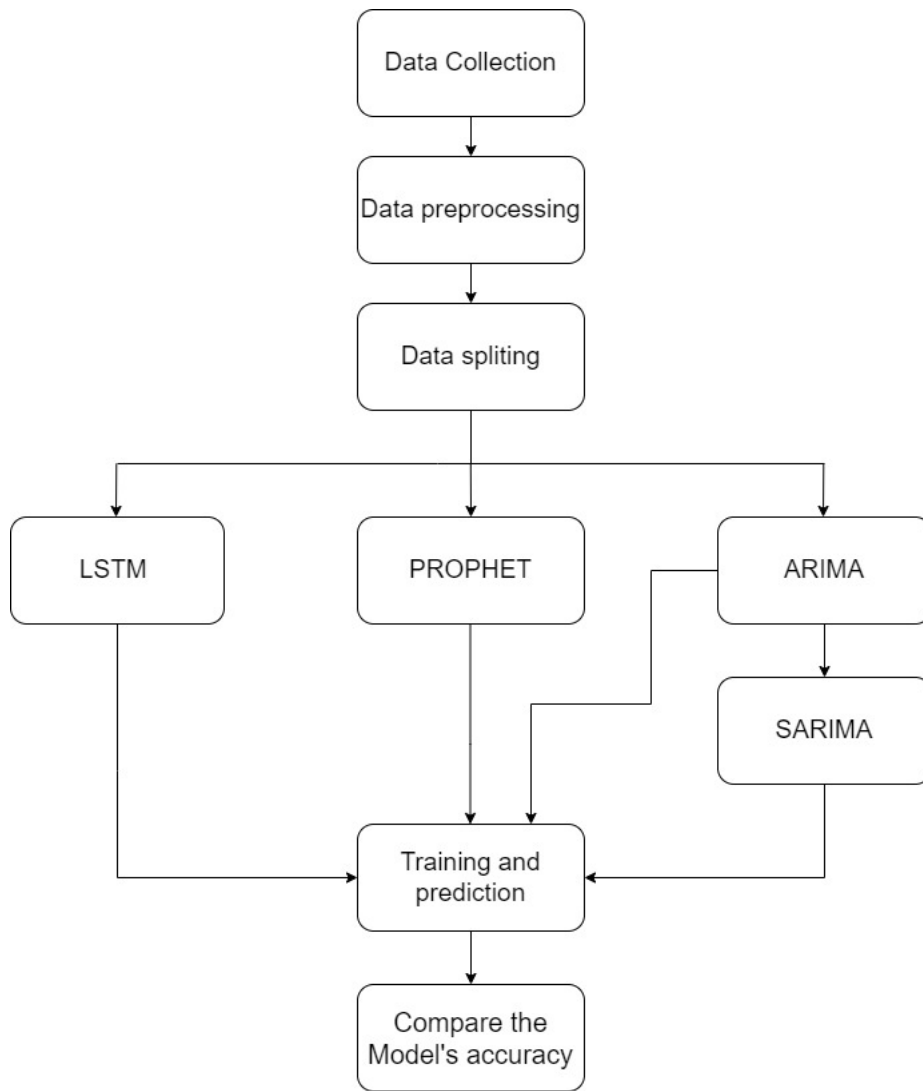 Data Collection
Data preprocessing
Data spliting
LSTM
PROPHET
ARIMA
SARIMA
Training and
prediction
Compare the
Model's accuracy